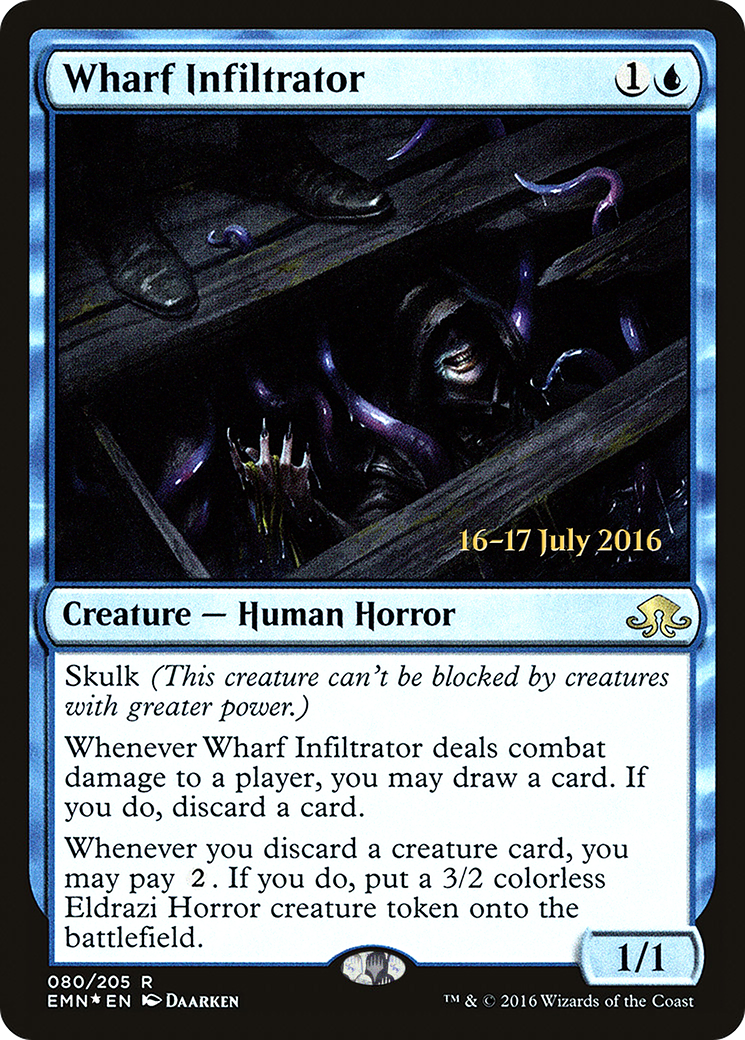 Wharf Infiltrator 1
16–17 July 2016
Creature — Human Horror
Skulk (This creature can't be blocked by creatures
with greater power.)
Whenever Wharf Infiltrator deals combat
damage to a player, you may draw a card. If
you do, discard a card.
Whenever you discard a creature card, you
may pay 2. If you do, put a 3/2 colorless
Eldrazi Horror creature token onto the
battlefield.
1/1
080/205 R
EMN★EN Daarken
™ & © 2016 Wizards of the Coast